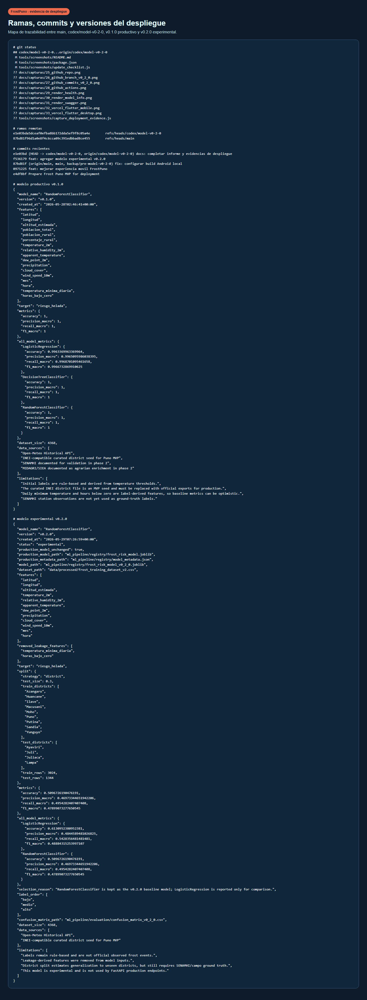 FrostPuno - evidencia de despliegue
Ramas, commits y versiones del despliegue
Mapa de trazabilidad entre main, codex/model-v0-2-0, v0.1.0 productivo y v0.2.0 experimental.
# git status
## codex/model-v0-2-0...origin/codex/model-v0-2-0
 M tools/screenshots/README.md
 M tools/screenshots/package.json
 M tools/screenshots/update_checklist.js
?? docs/capturas/25_github_repo.png
?? docs/capturas/26_github_branch_v0_2_0.png
?? docs/capturas/27_github_commits_v0_2_0.png
?? docs/capturas/28_github_actions.png
?? docs/capturas/29_render_health.png
?? docs/capturas/30_render_model_info.png
?? docs/capturas/31_render_swagger.png
?? docs/capturas/32_vercel_flutter_mobile.png
?? docs/capturas/33_vercel_flutter_desktop.png
?? tools/screenshots/capture_deployment_evidence.js
# ramas remotas
e1e03bda5dceaf0efba8bb172dda5ef9f8c05a4e        refs/heads/codex/model-v0-2-0
87bd81f96d1a0e8f4c6cca09c391edbbad8ce455        refs/heads/main
# commits recientes
e1e03bd (HEAD -> codex/model-v0-2-0, origin/codex/model-v0-2-0) docs: completar informe y evidencias de despliegue
f536179 feat: agregar modelo experimental v0.2.0
87bd81f (origin/main, main, backup/pre-model-v0-2-0) fix: configurar build Android local
0971225 feat: mejorar experiencia movil FrostPuno
e4df8bf Prepare Frost Puno MVP for deployment
# modelo productivo v0.1.0
{
  "model_name": "RandomForestClassifier",
  "version": "v0.1.0",
  "created_at": "2026-05-28T02:46:41+00:00",
  "features": [
    "latitud",
    "longitud",
    "altitud_estimada",
    "poblacion_total",
    "poblacion_rural",
    "porcentaje_rural",
    "temperature_2m",
    "relative_humidity_2m",
    "apparent_temperature",
    "dew_point_2m",
    "precipitation",
    "cloud_cover",
    "wind_speed_10m",
    "mes",
    "hora",
    "temperatura_minima_diaria",
    "horas_bajo_cero"
  ],
  "target": "riesgo_helada",
  "metrics": {
    "accuracy": 1,
    "precision_macro": 1,
    "recall_macro": 1,
    "f1_macro": 1
  },
  "all_model_metrics": {
    "LogisticRegression": {
      "accuracy": 0.9963369963369964,
      "precision_macro": 0.9965095986038395,
      "recall_macro": 0.9968701095461658,
      "f1_macro": 0.9966732869910625
    },
    "DecisionTreeClassifier": {
      "accuracy": 1,
      "precision_macro": 1,
      "recall_macro": 1,
      "f1_macro": 1
    },
    "RandomForestClassifier": {
      "accuracy": 1,
      "precision_macro": 1,
      "recall_macro": 1,
      "f1_macro": 1
    }
  },
  "dataset_size": 4368,
  "data_sources": [
    "Open-Meteo Historical API",
    "INEI-compatible curated district seed for Puno MVP",
    "SENAMHI documented for validation in phase 2",
    "MIDAGRI/SIEA documented as agrarian enrichment in phase 2"
  ],
  "limitations": [
    "Initial labels are rule-based and derived from temperature thresholds.",
    "The curated INEI district file is an MVP seed and must be replaced with official exports for production.",
    "Daily minimum temperature and hours below zero are label-derived features, so baseline metrics can be optimistic.",
    "SENAMHI station observations are not yet used as ground-truth labels."
  ]
}
# modelo experimental v0.2.0
{
  "model_name": "RandomForestClassifier",
  "version": "v0.2.0",
  "created_at": "2026-05-29T07:26:59+00:00",
  "status": "experimental",
  "production_model_unchanged": true,
  "production_model_path": "ml_pipeline/registry/frost_risk_model.joblib",
  "production_metadata_path": "ml_pipeline/registry/model_metadata.json",
  "model_path": "ml_pipeline/registry/frost_risk_model_v0_2_0.joblib",
  "dataset_path": "data/processed/frost_training_dataset_v2.csv",
  "features": [
    "latitud",
    "longitud",
    "altitud_estimada",
    "temperature_2m",
    "relative_humidity_2m",
    "apparent_temperature",
    "dew_point_2m",
    "precipitation",
    "cloud_cover",
    "wind_speed_10m",
    "mes",
    "hora"
  ],
  "removed_leakage_features": [
    "temperatura_minima_diaria",
    "horas_bajo_cero"
  ],
  "target": "riesgo_helada",
  "split": {
    "strategy": "district",
    "test_size": 0.3,
    "train_districts": [
      "Azangaro",
      "Huancane",
      "Ilave",
      "Macusani",
      "Moho",
      "Puno",
      "Putina",
      "Sandia",
      "Yunguyo"
    ],
    "test_districts": [
      "Ayaviri",
      "Juli",
      "Juliaca",
      "Lampa"
    ],
    "train_rows": 3024,
    "test_rows": 1344
  },
  "metrics": {
    "accuracy": 0.5096726190476191,
    "precision_macro": 0.46973344651942206,
    "recall_macro": 0.4954282407407408,
    "f1_macro": 0.47899073277650545
  },
  "all_model_metrics": {
    "LogisticRegression": {
      "accuracy": 0.6130952380952381,
      "precision_macro": 0.4844589481026825,
      "recall_macro": 0.5428356481481481,
      "f1_macro": 0.48884315253997107
    },
    "RandomForestClassifier": {
      "accuracy": 0.5096726190476191,
      "precision_macro": 0.46973344651942206,
      "recall_macro": 0.4954282407407408,
      "f1_macro": 0.47899073277650545
    }
  },
  "selection_reason": "RandomForestClassifier is kept as the v0.2.0 baseline model; LogisticRegression is reported only for comparison.",
  "label_order": [
    "bajo",
    "medio",
    "alto"
  ],
  "confusion_matrix_path": "ml_pipeline/evaluation/confusion_matrix_v0_2_0.csv",
  "dataset_size": 4368,
  "data_sources": [
    "Open-Meteo Historical API",
    "INEI-compatible curated district seed for Puno MVP"
  ],
  "limitations": [
    "Labels remain rule-based and are not official observed frost events.",
    "Leakage-derived features were removed from model inputs.",
    "District split estimates generalization to unseen districts, but still requires SENAMHI/campo ground truth.",
    "This model is experimental and is not used by FastAPI production endpoints."
  ]
}